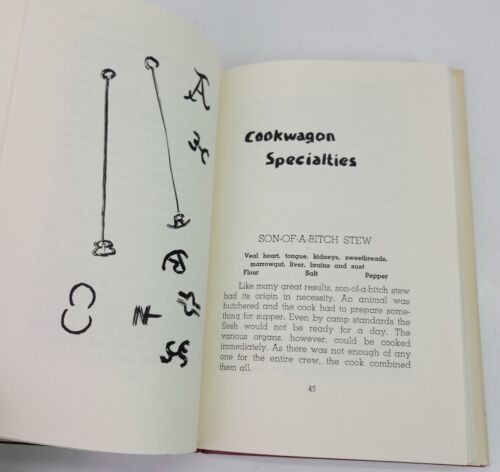 Cookwagon
Specialties
SON-OF-A-BITCH STEW
Veal heart, tongue, kidneys, sweetbreads,
marrowgut, liver, brains and suet
Flour Salt Pepper
Like many great results, son-of-a-bitch stew
had its origin in necessity. An animal was
butchered and the cook had to prepare some-
thing for supper. Even by camp standards the
flesh would not be ready for a day. The
various organs, however, could be cooked
immediately. As there was not enough of any
one for the entire crew, the cook combined
them all.
45